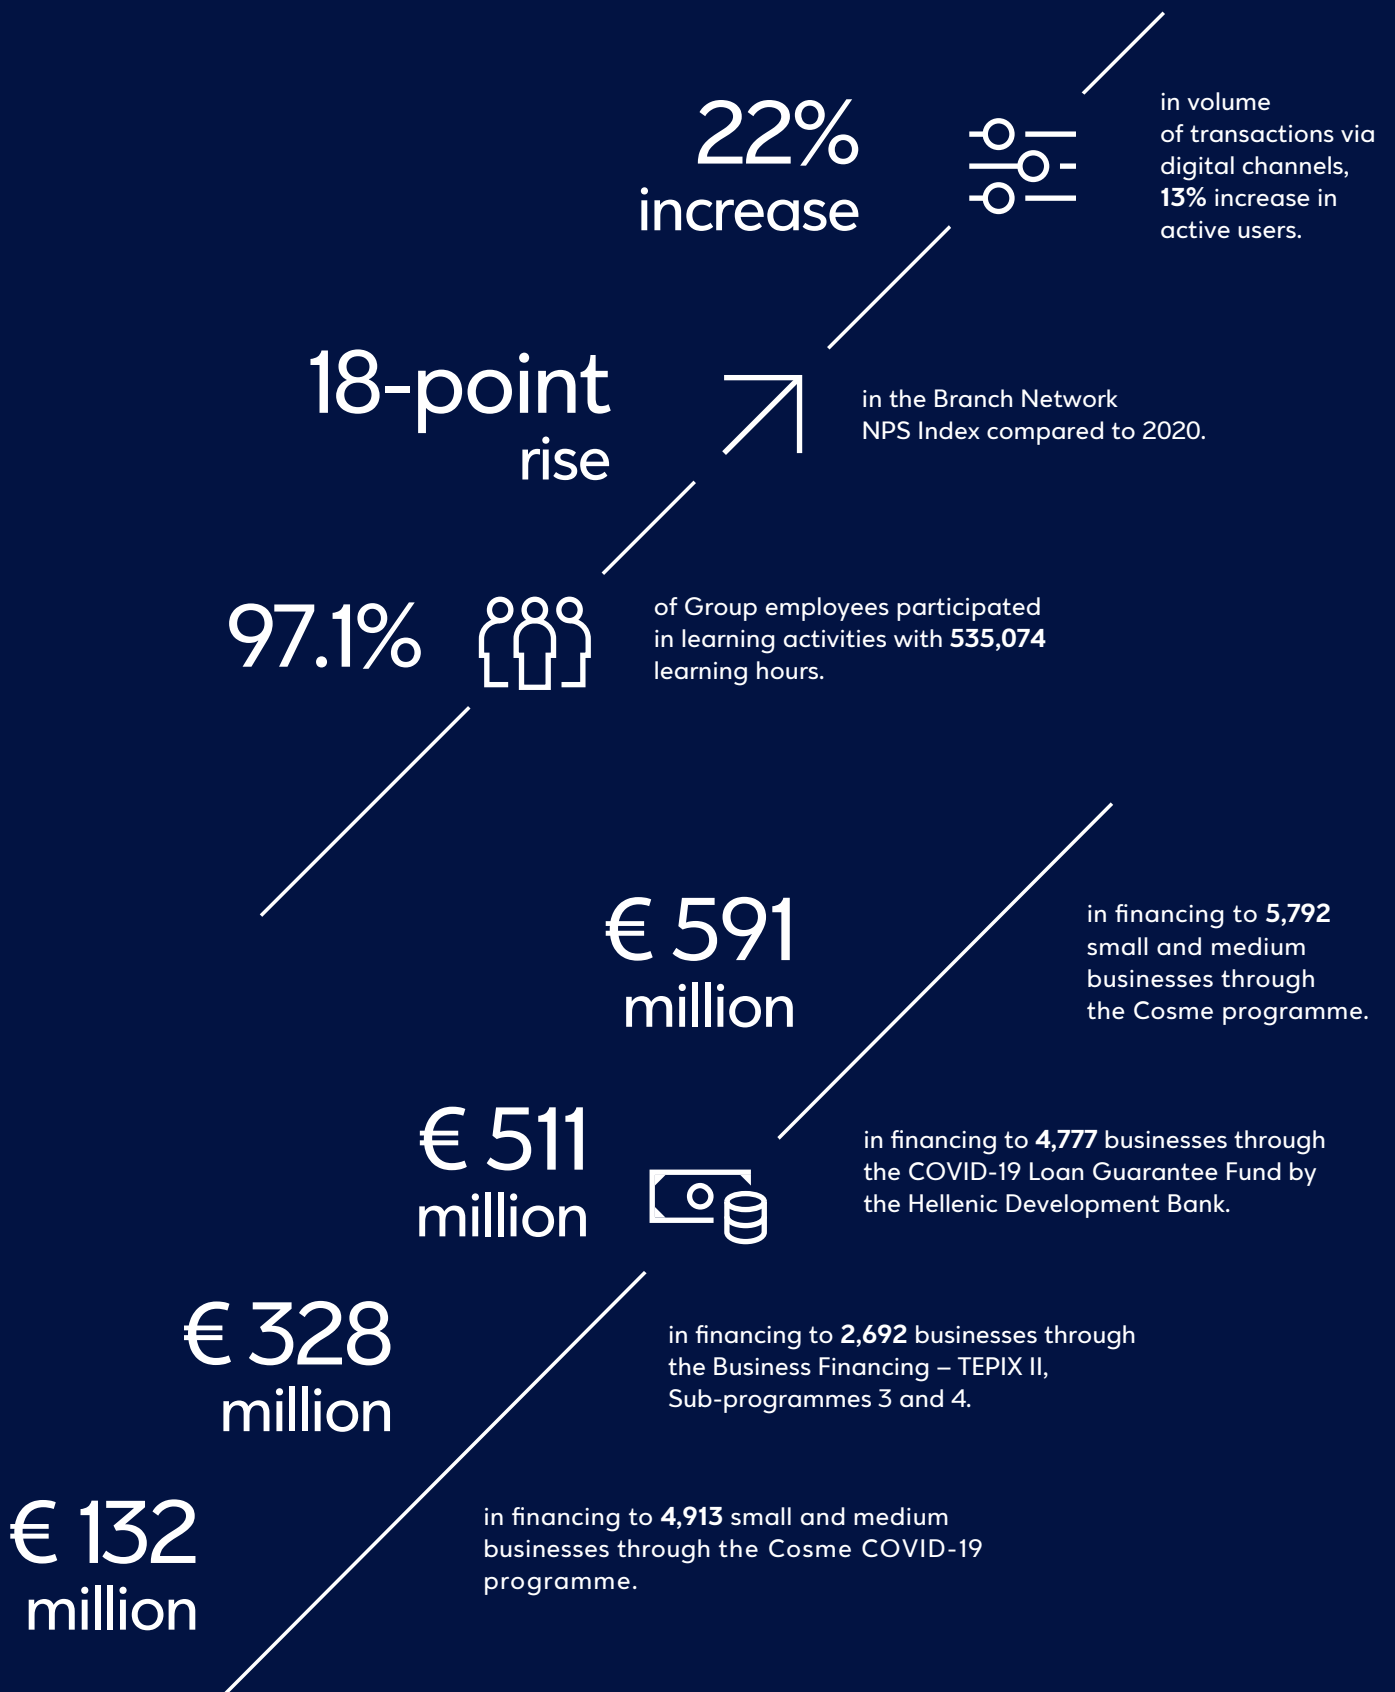 22%
increase
in volume
of transactions via
digital channels,
13% increase in
active users.
18-point
rise
in the Branch Network
NPS Index compared to 2020.
97.1%
of Group employees participated
in learning activities with 535,074
learning hours.
€ 591
million
in financing to 5,792
small and medium
businesses through
the Cosme programme.
€ 511
million
in financing to 4,777 businesses through
the COVID-19 Loan Guarantee Fund by
the Hellenic Development Bank.
€ 328
million
in financing to 2,692 businesses through
the Business Financing – TEPIX II,
Sub-programmes 3 and 4.
€ 132
million
in financing to 4,913 small and medium
businesses through the Cosme COVID-19
programme.